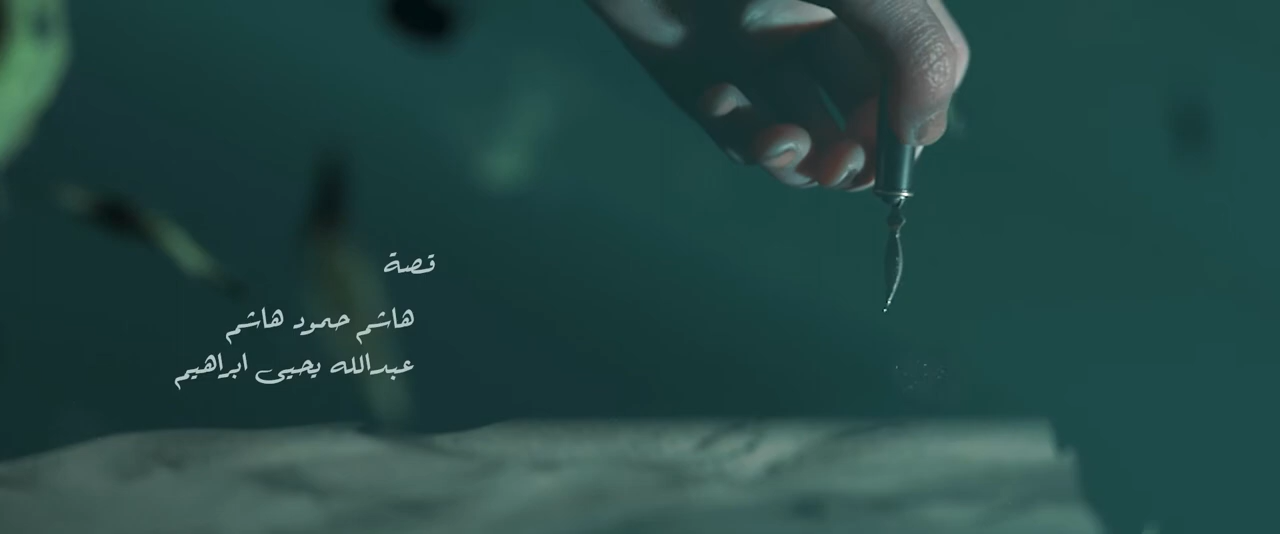 قصة
هاشم حمود هاشم
عبدالله يحيى ابراهيم